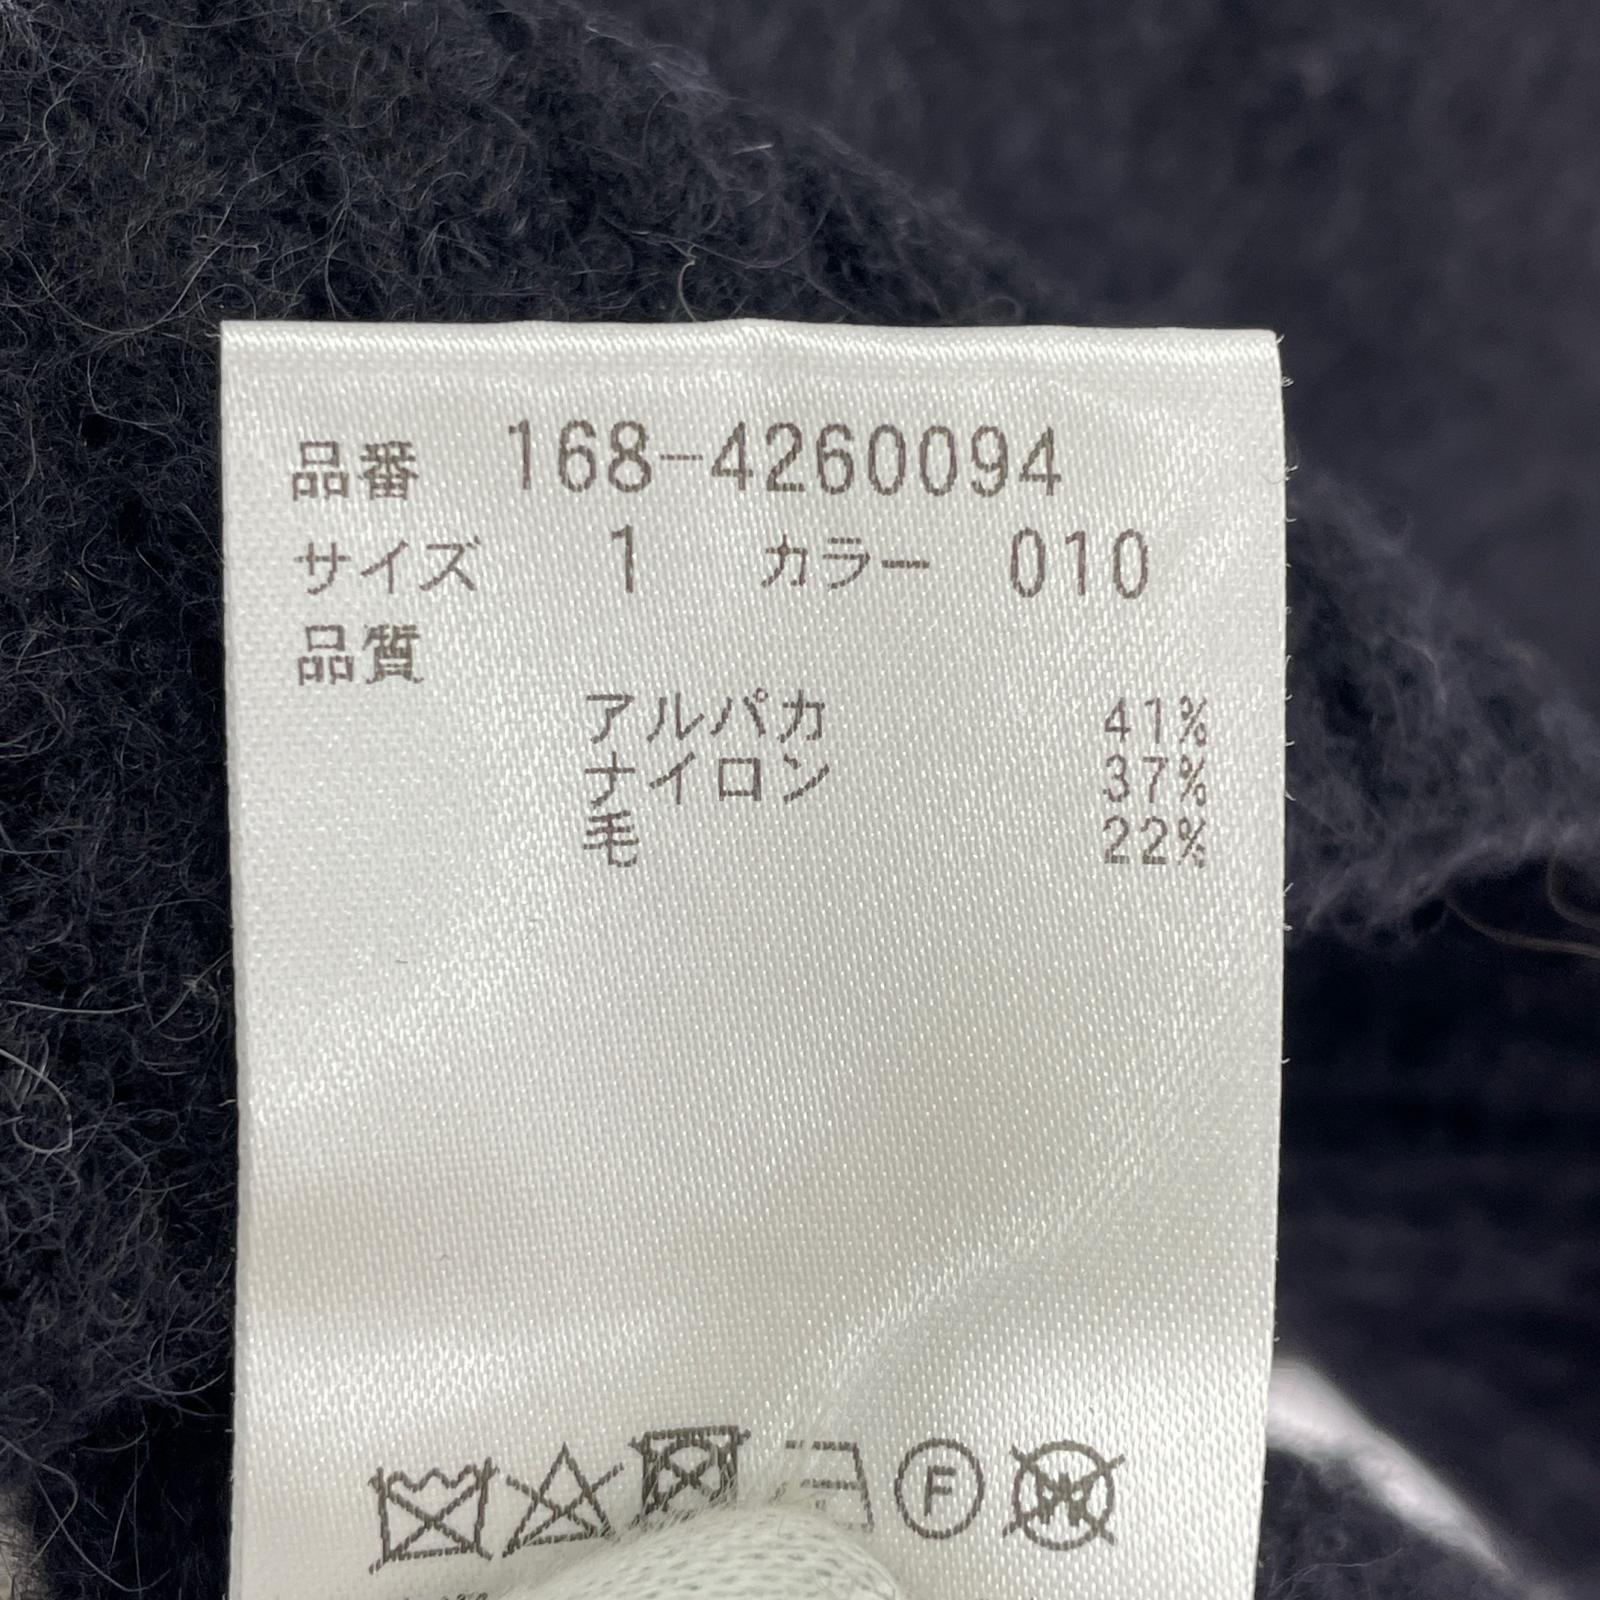 品番 168-4260094
サイズ 1 カラー 010
品質
アルパカ 41%
ナイロン 37%
毛 22%
F
W